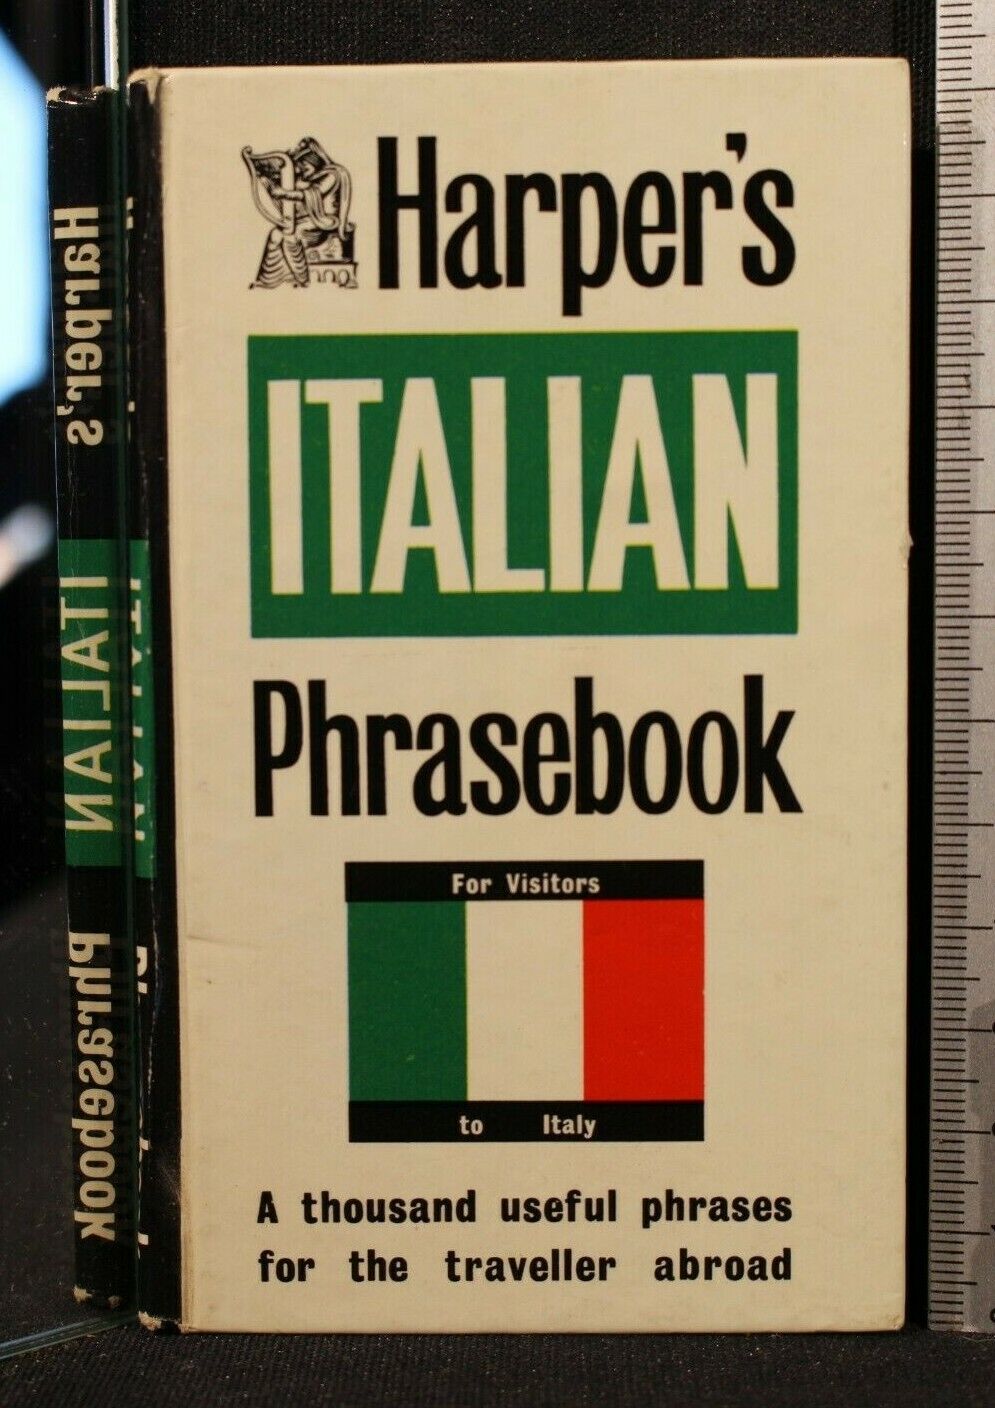 Harper's
ITALIAN
Phrasebook
For Visitors
to Italy
A thousand useful phrases
for the traveller abroad
Harper's ITALIAN Phrasebook